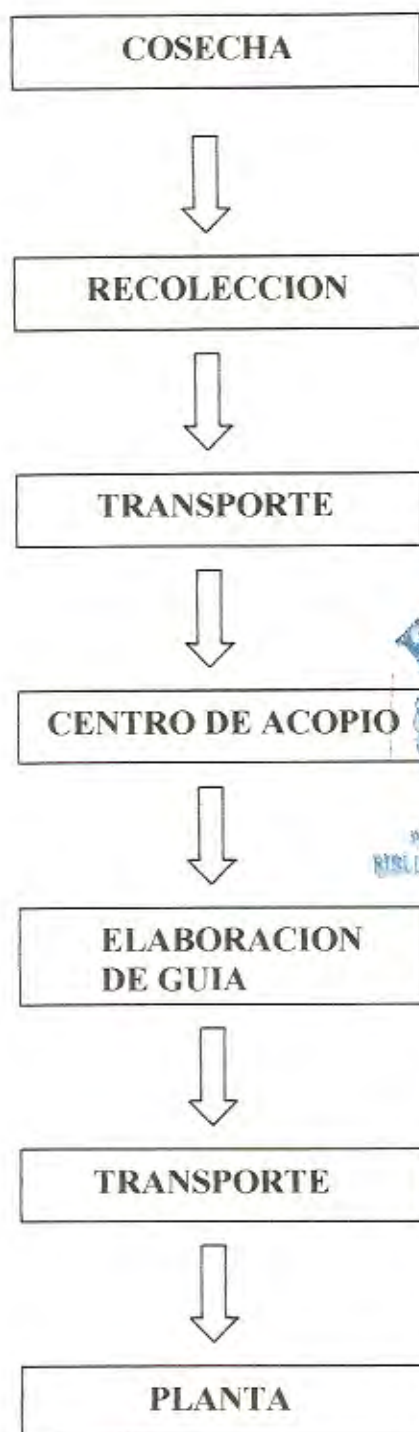 COSECHA
RECOLECCION
TRANSPORTE
CENTRO DE ACOPIO
ELABORACION
DE GUIA
TRANSPORTE
PLANTA